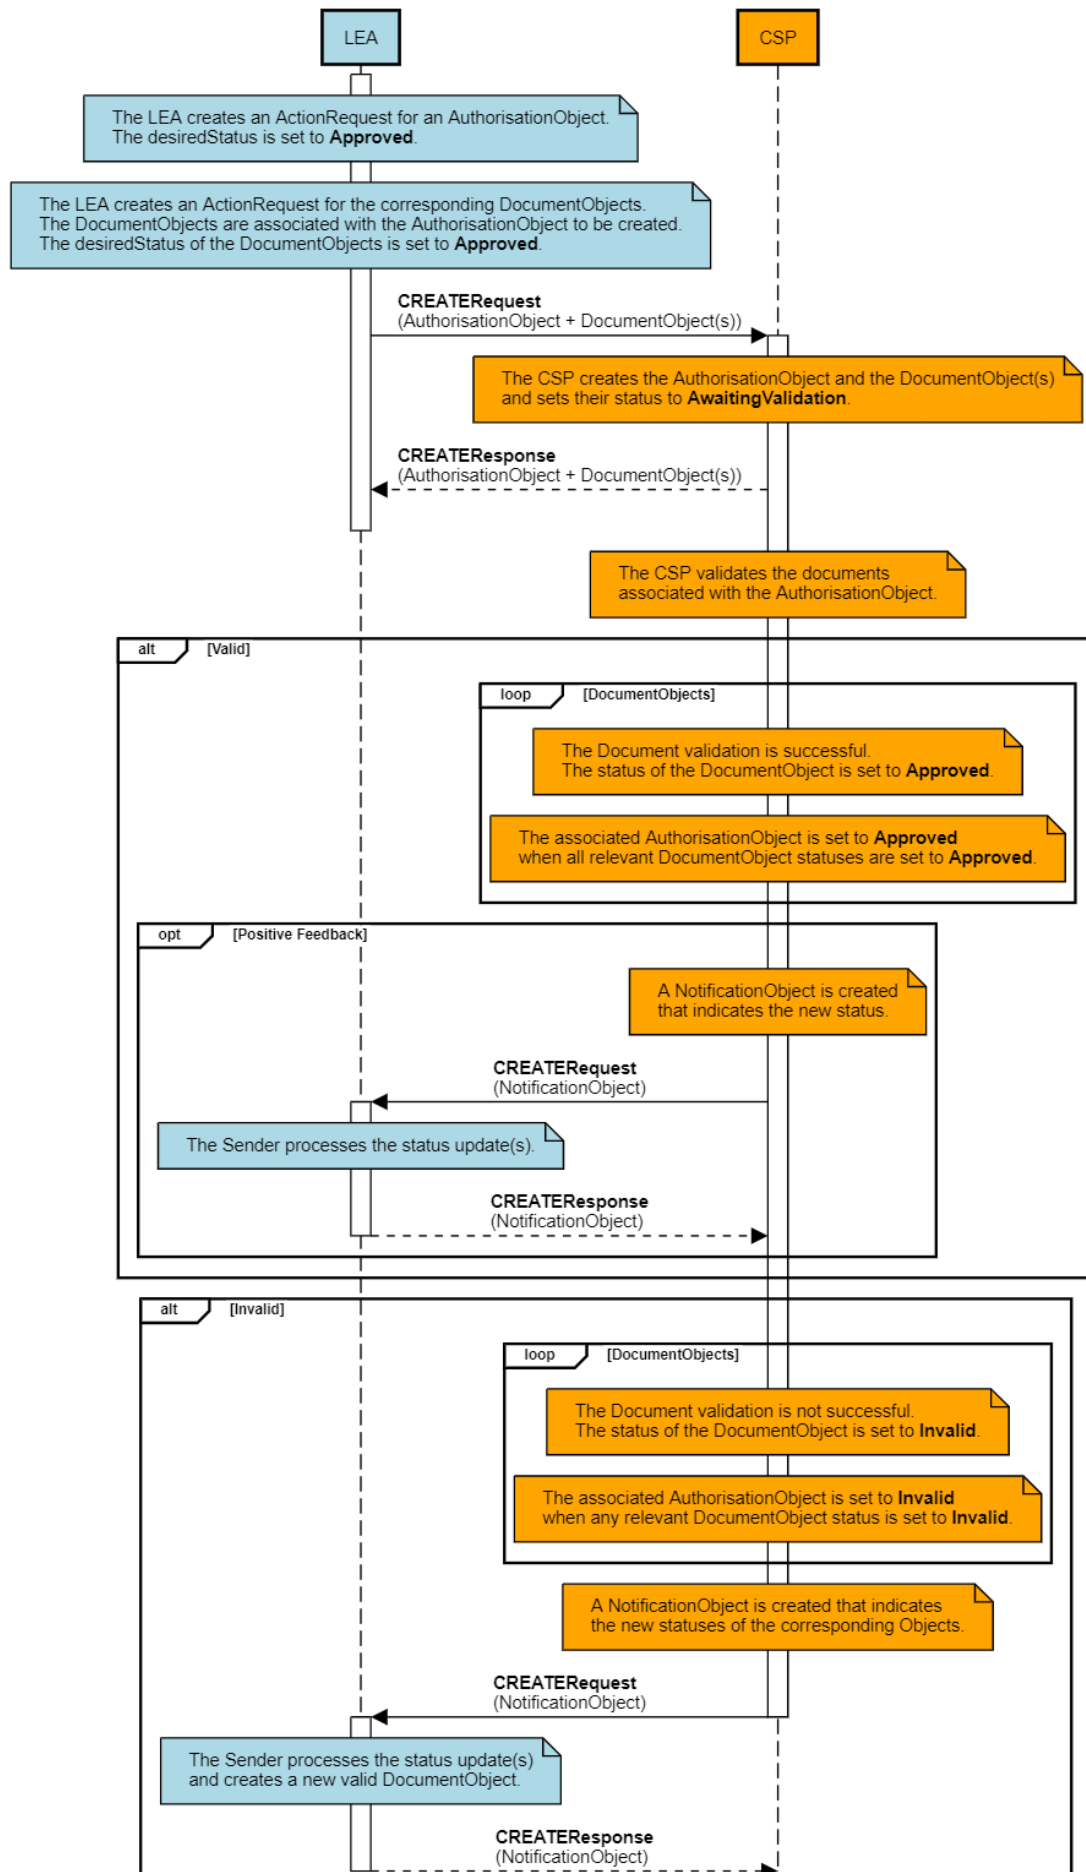 LEA
CSP
The LEA creates an ActionRequest for an AuthorisationObject.
The desiredStatus is set to Approved.
The LEA creates an ActionRequest for the corresponding DocumentObjects.
The DocumentObjects are associated with the AuthorisationObject to be created.
The desiredStatus of the DocumentObjects is set to Approved.
CREATERequest
(AuthorisationObject + DocumentObject(s))
The CSP creates the AuthorisationObject and the DocumentObject(s)
and sets their status to AwaitingValidation.
CREATEResponse
(AuthorisationObject + DocumentObject(s))
The CSP validates the documents
associated with the AuthorisationObject.
alt [Valid]
loop [DocumentObjects]
The Document validation is successful.
The status of the DocumentObject is set to Approved.
The associated AuthorisationObject is set to Approved
when all relevant DocumentObject statuses are set to Approved.
opt [Positive Feedback]
A NotificationObject is created
that indicates the new status.
CREATERequest
(NotificationObject)
The Sender processes the status update(s).
CREATEResponse
(NotificationObject)
alt [Invalid]
loop [DocumentObjects]
The Document validation is not successful.
The status of the DocumentObject is set to Invalid.
The associated AuthorisationObject is set to Invalid
when any relevant DocumentObject status is set to Invalid.
A NotificationObject is created that indicates
the new statuses of the corresponding Objects.
CREATERequest
(NotificationObject)
The Sender processes the status update(s)
and creates a new valid DocumentObject.
CREATEResponse
(NotificationObject)